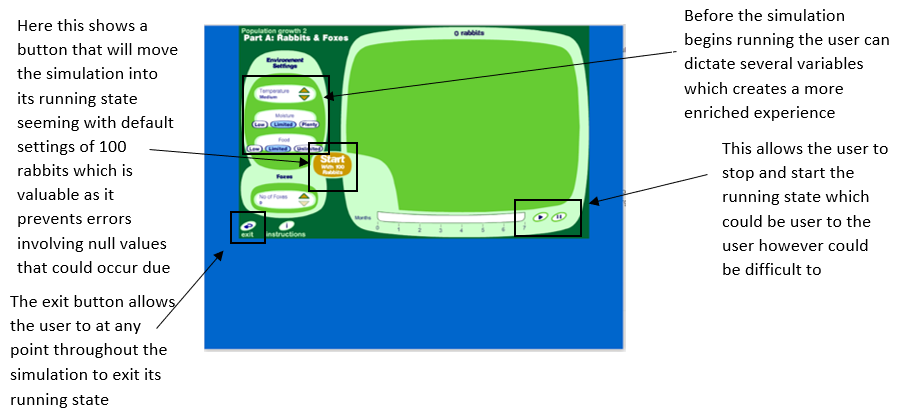 Here this shows a
button that will move
the simulation into
its running state
seeming with default
settings of 100
rabbits which is
valuable as it
prevents errors
involving null values
that could occur due
The exit button allows
the user to at any
point throughout the
simulation to exit its
running state
Population growth 2
Part A: Rabbits & Foxes
0 rabbits
Environment
Settings
Temperature
Medium
Moisture
Low Limited Plenty
Food
Low Limited Unlimited
Start
With 100
Rabbits
Foxes
No of Foxes
Months
0 1 2 3 4 5 6 7
exit
instructions
Before the simulation
begins running the user can
dictate several variables
which creates a more
enriched experience
This allows the user to
stop and start the
running state which
could be user to the
user however could
be difficult to